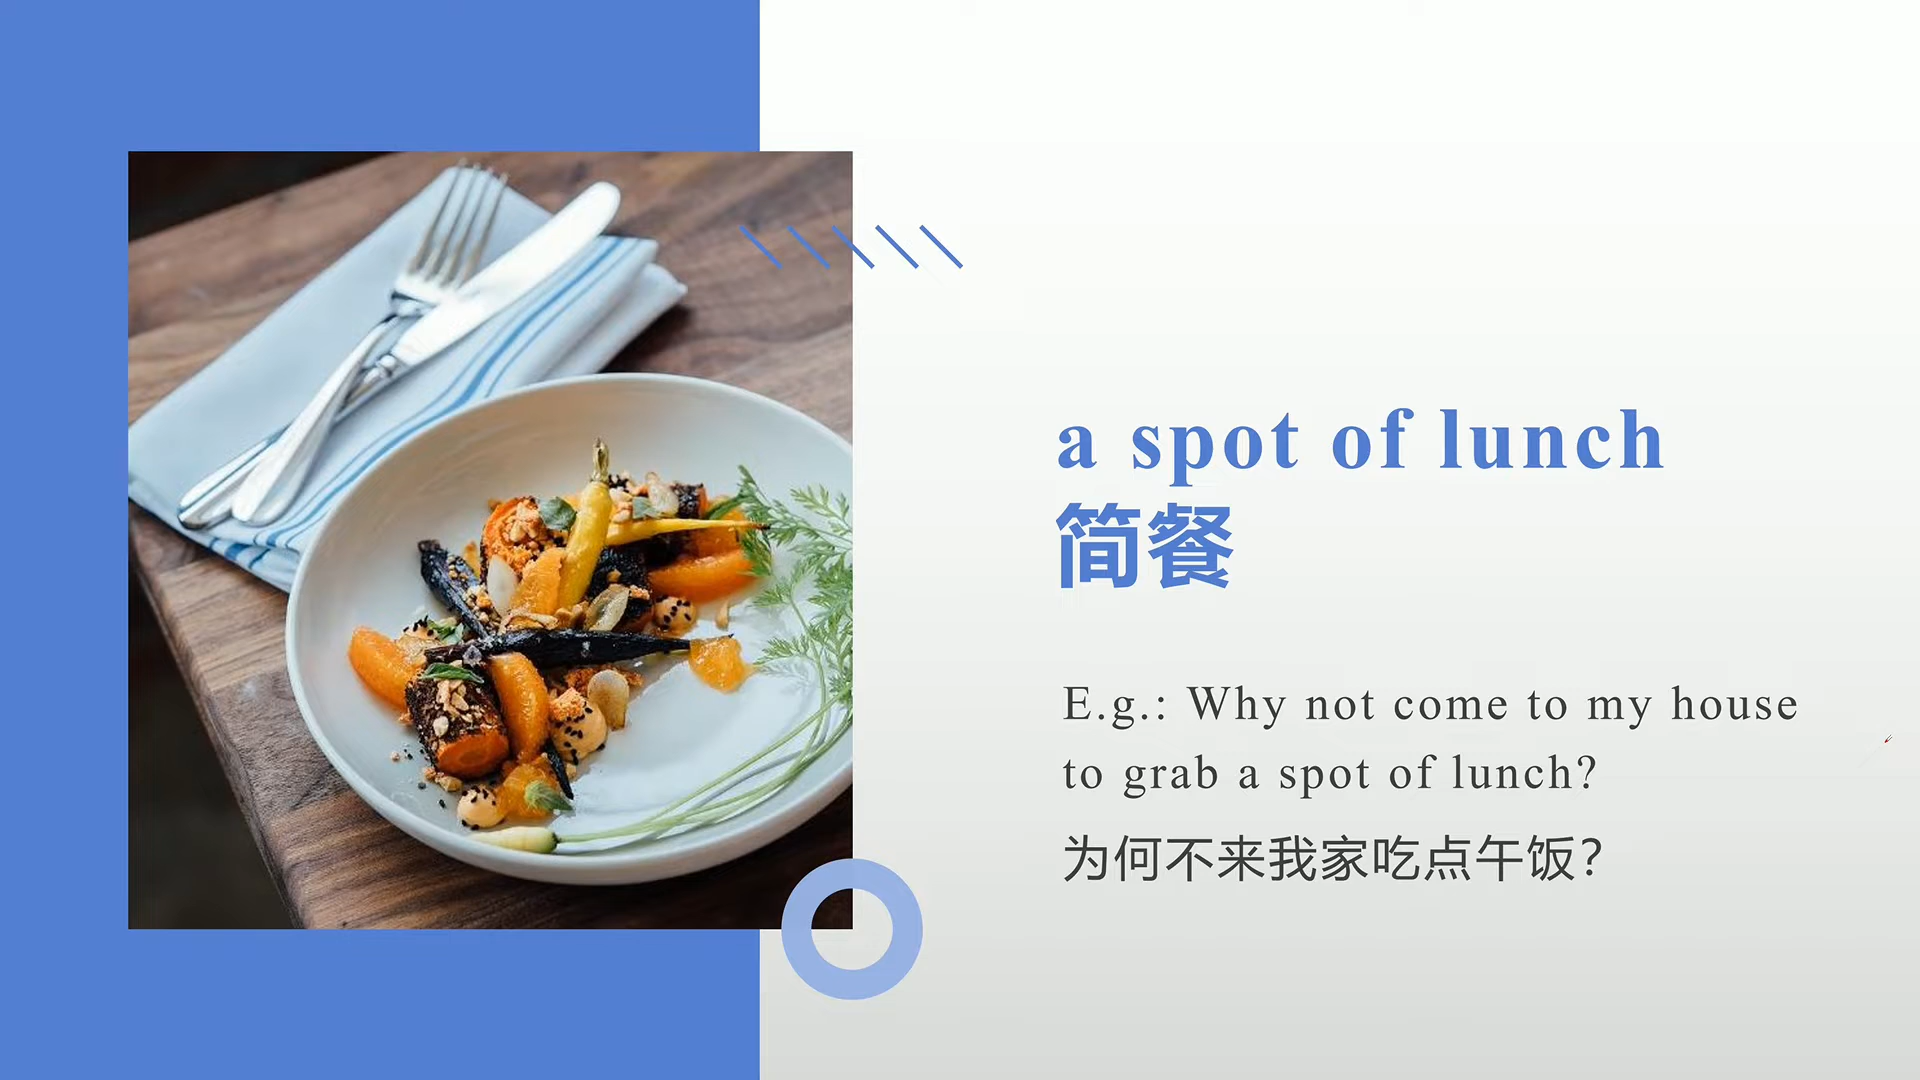 a spot of lunch
简餐
E.g.: Why not come to my house
to grab a spot of lunch?
为何不来我家吃点午饭?